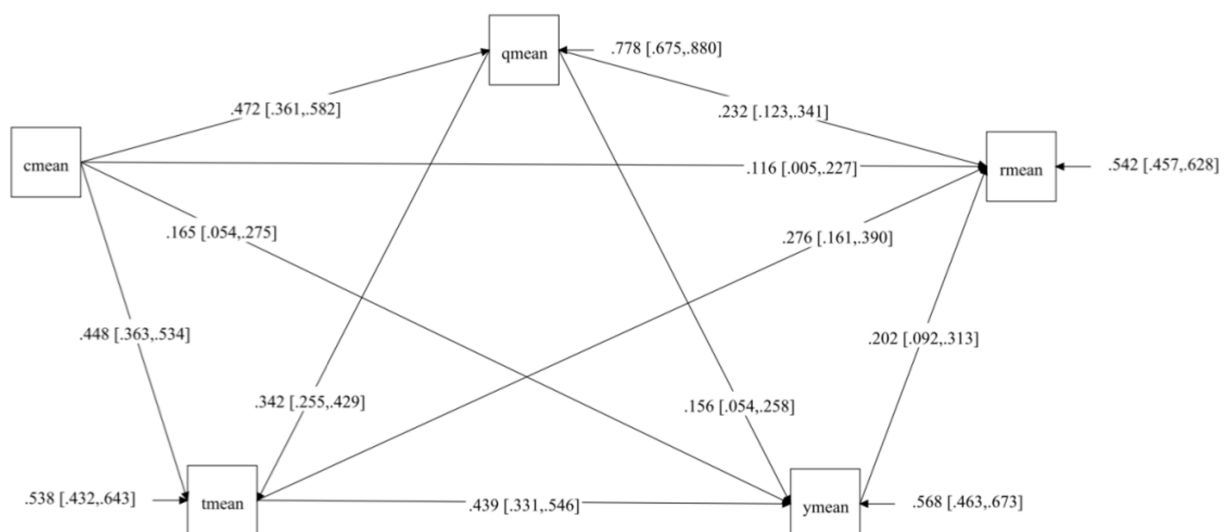 qmean
.778 [.675,.880]
.472 [.361,.582]
.232 [.123,.341]
cmean
.116 [.005,.227]
rmean
.542 [.457,.628]
.165 [.054,.275]
.276 [.161,.390]
.448 [.363,.534]
.202 [.092,.313]
.342 [.255,.429]
.156 [.054,.258]
.538 [.432,.643]
tmean
.439 [.331,.546]
ymean
.568 [.463,.673]